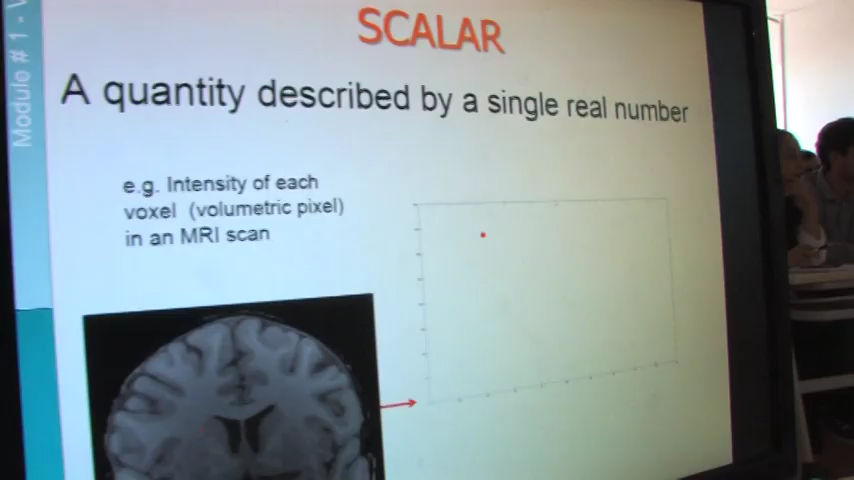 SCALAR
A quantity described by a single real number
e.g. Intensity of each
voxel (volumetric pixel)
in an MRI scan
Module # 1 -